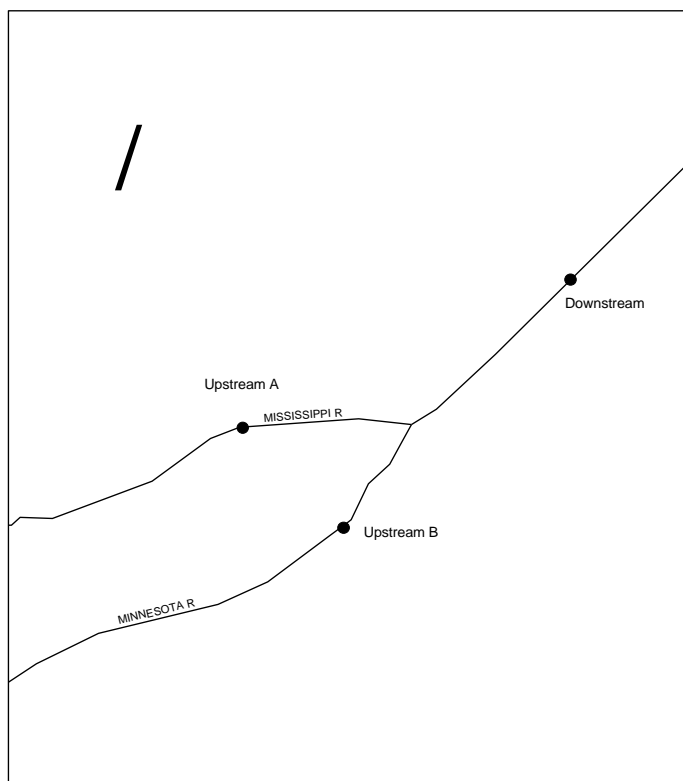 Downstream
Upstream A
MISSISSIPPI R
Upstream B
MINNESOTA R